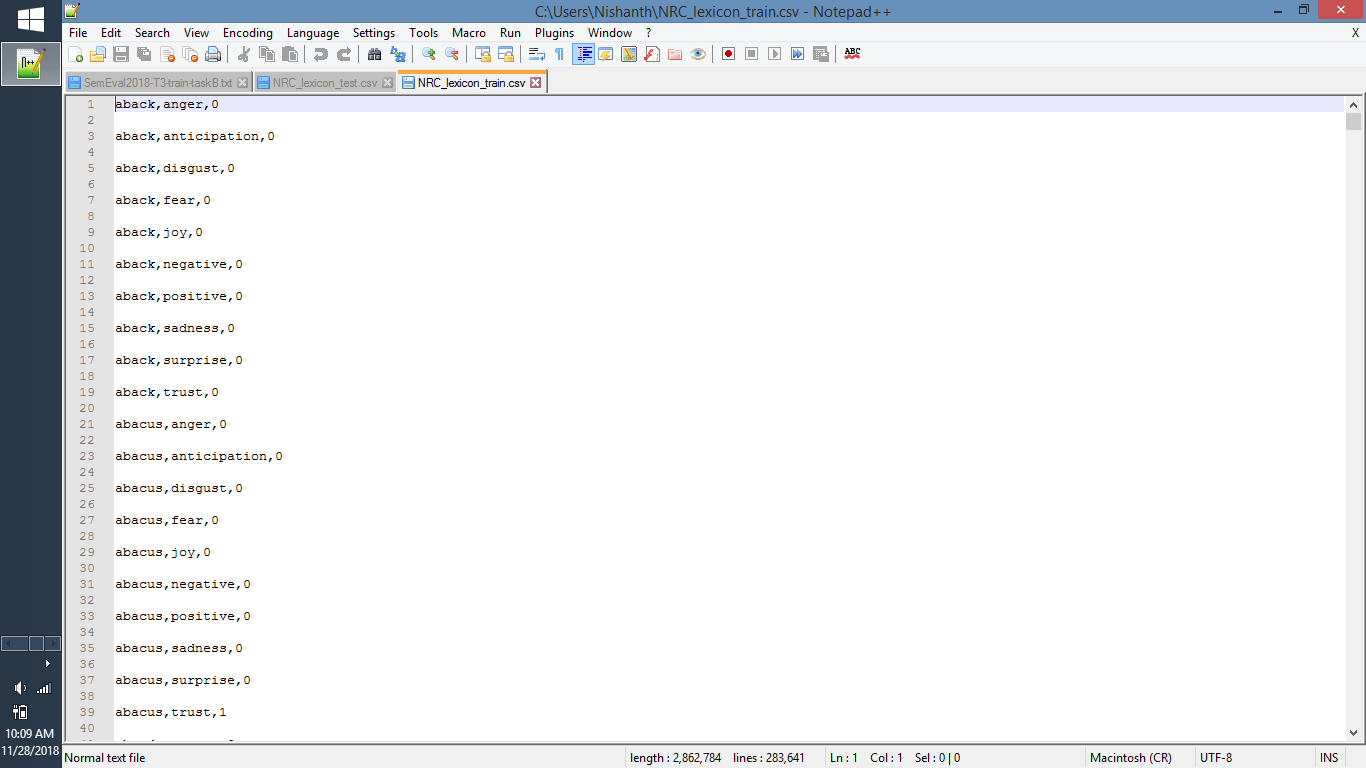 C:\Users\Nishanth\NRC_lexicon_train.csv - Notepad++
File Edit Search View Encoding Language Settings Tools Macro Run Plugins Window ? X
SemEval2018-T3-train-taskB.txt NRC_lexicon_test.csv NRC_lexicon_train.csv
1 aback,anger,0
2
3 aback,anticipation,0
4
5 aback,disgust,0
6
7 aback,fear,0
8
9 aback,joy,0
10
11 aback,negative,0
12
13 aback,positive,0
14
15 aback,sadness,0
16
17 aback,surprise,0
18
19 aback,trust,0
20
21 abacus,anger,0
22
23 abacus,anticipation,0
24
25 abacus,disgust,0
26
27 abacus,fear,0
28
29 abacus,joy,0
30
31 abacus,negative,0
32
33 abacus,positive,0
34
35 abacus,sadness,0
36
37 abacus,surprise,0
38
39 abacus,trust,1
40
10:09 AM
11/28/2018
Normal text file length : 2,862,784 lines : 283,641 Ln : 1 Col : 1 Sel : 0 | 0 Macintosh (CR) UTF-8 INS